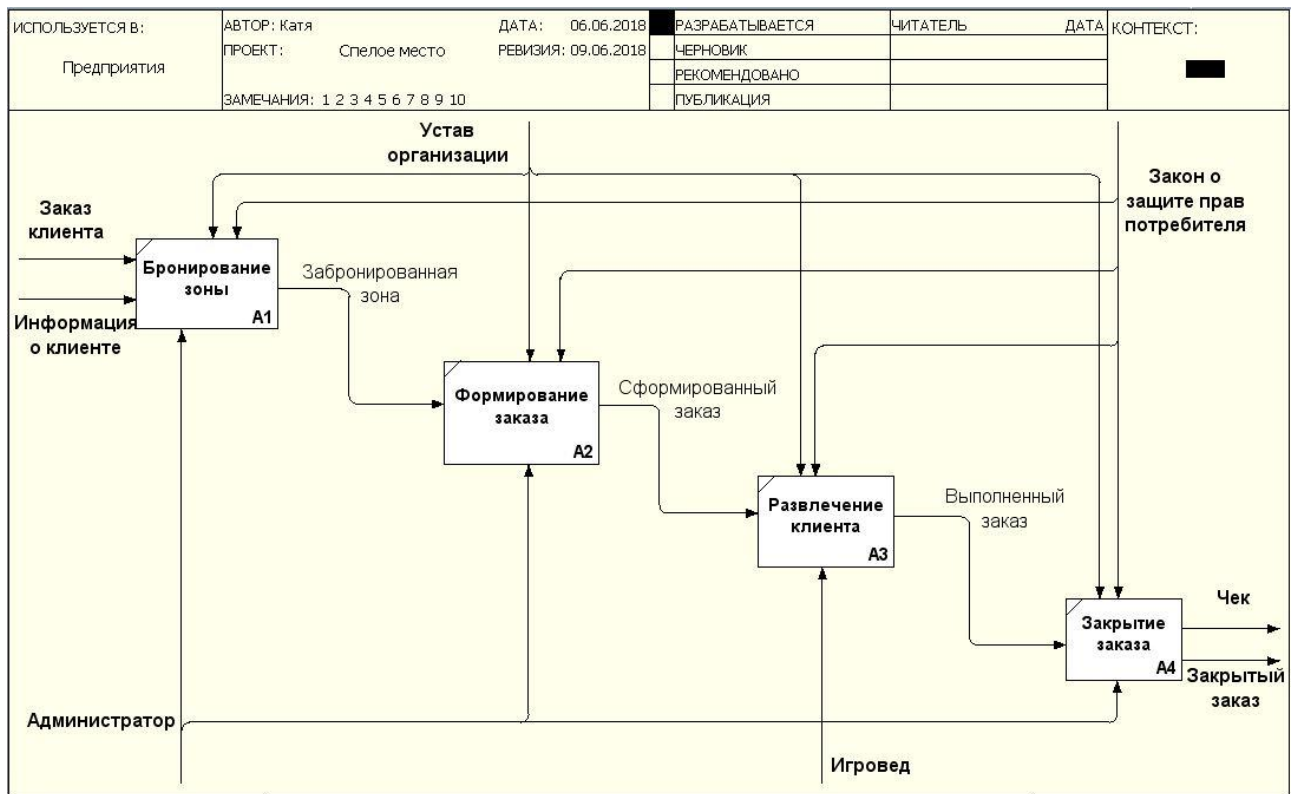 ИСПОЛЬЗУЕТСЯ В:
Предприятия
АВТОР: Катя
ДАТА: 06.06.2018
ПРОЕКТ: Спелое место
РЕВИЗИЯ: 09.06.2018
ЗАМЕЧАНИЯ: 1 2 3 4 5 6 7 8 9 10
РАЗРАБАТЫВАЕТСЯ
ЧЕРНОВИК
РЕКОМЕНДОВАНО
ПУБЛИКАЦИЯ
ЧИТАТЕЛЬ
ДАТА
КОНТЕКСТ:
Устав
организации
Закон о
защите прав
потребителя
Заказ
клиента
Информация
о клиенте
Бронирование
зоны
A1
Забронированная
зона
Формирование
заказа
A2
Сформированный
заказ
Развлечение
клиента
A3
Выполненный
заказ
Закрытие
заказа
A4
Чек
Закрытый
заказ
Администратор
Игровед